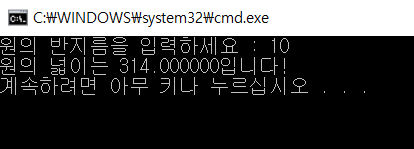 C:₩WINDOWS₩system32₩cmd.exe
원의 반지름을 입력하세요 : 10
원의 넓이는 314.000000입니다!
계속하려면 아무 키나 누르십시오 . . .